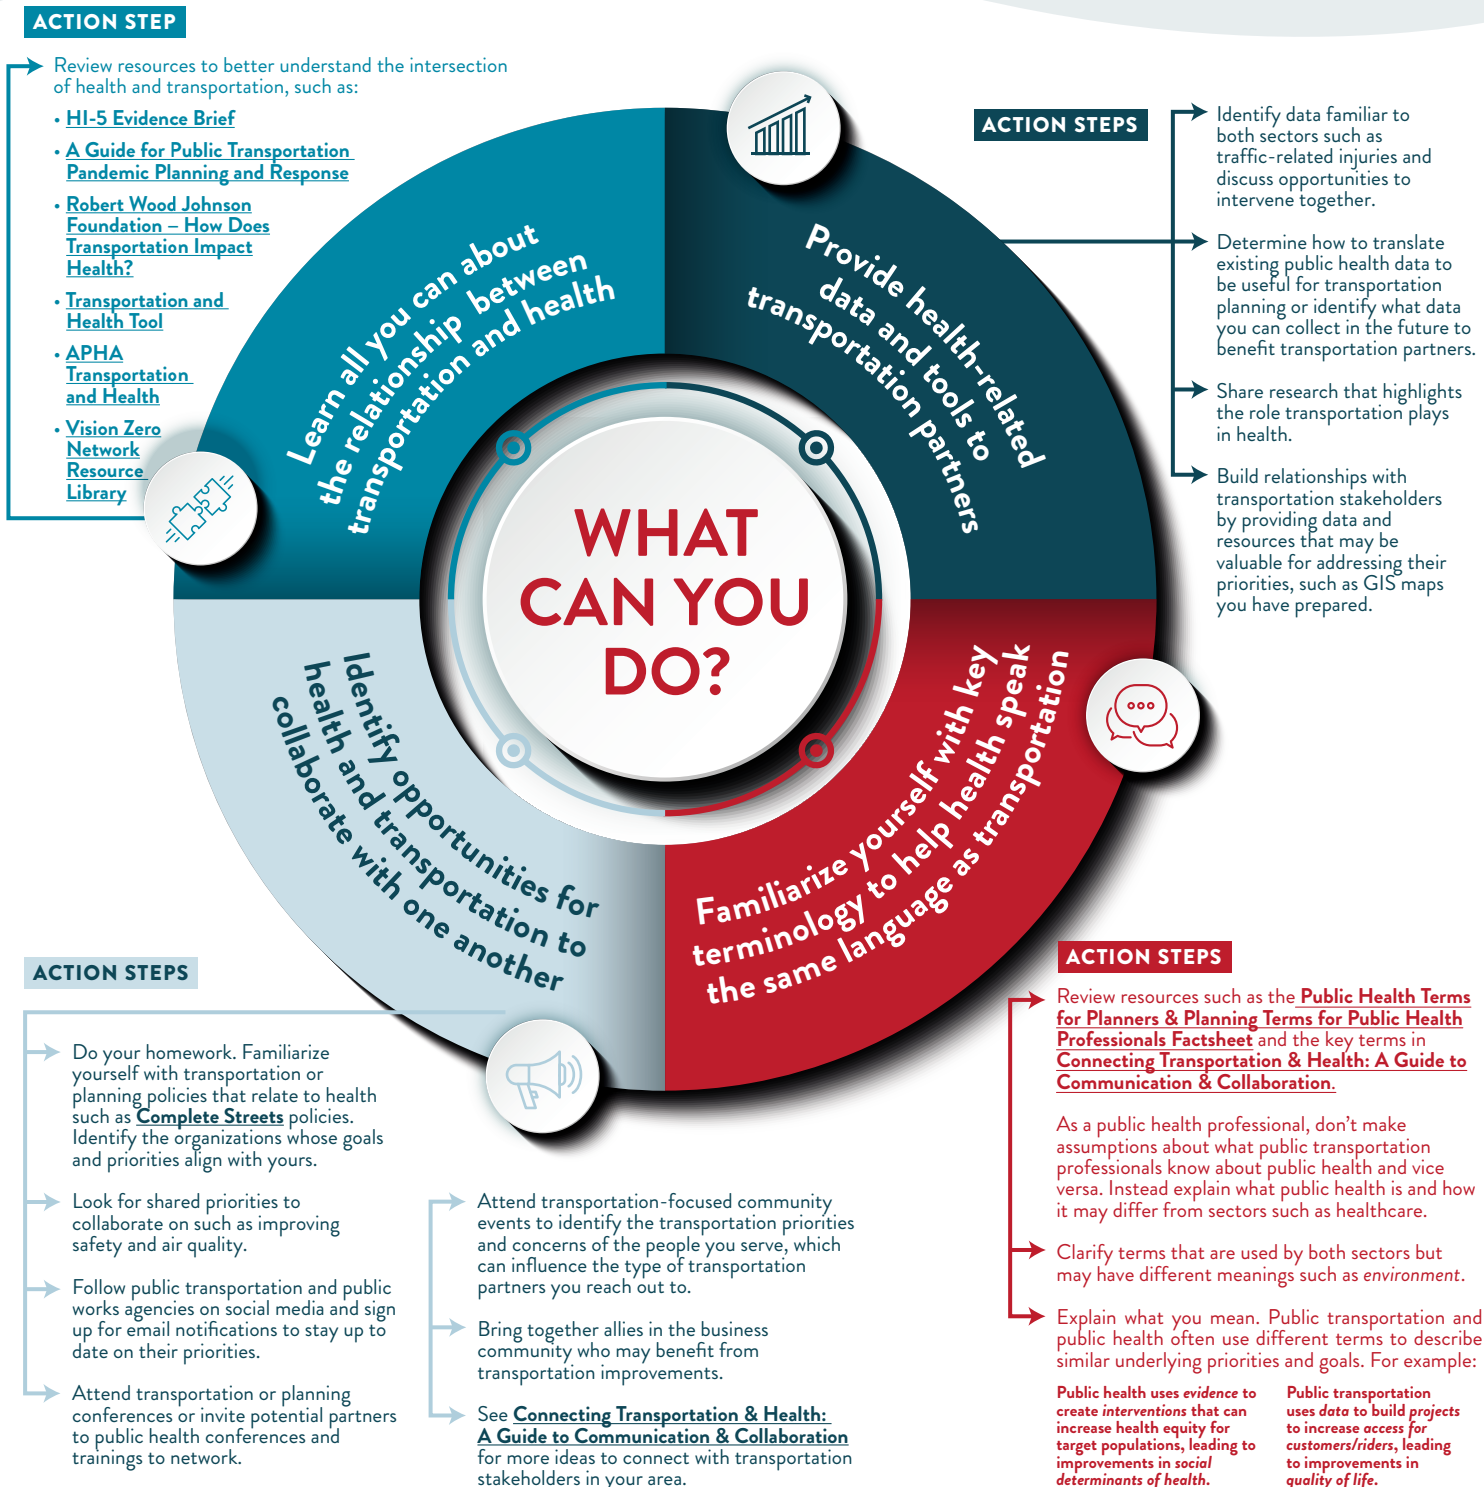 ACTION STEP
Review resources to better understand the intersection
of health and transportation, such as:
• HI-5 Evidence Brief
• A Guide for Public Transportation
Pandemic Planning and Response
• Robert Wood Johnson
Foundation – How Does
Transportation Impact
Health?
• Transportation and
Health Tool
• APHA
Transportation
and Health
• Vision Zero
Network
Resource
Library
Learn all you can about
the relationship between
transportation and health
Provide health-related
data and tools to
transportation partners
ACTION STEPS
Identify data familiar to
both sectors such as
traffic-related injuries and
discuss opportunities to
intervene together.
Determine how to translate
existing public health data to
be useful for transportation
planning or identify what data
you can collect in the future to
benefit transportation partners.
Share research that highlights
the role transportation plays
in health.
Build relationships with
transportation stakeholders
by providing data and
resources that may be
valuable for addressing their
priorities, such as GIS maps
you have prepared.
WHAT
CAN YOU
DO?
Identify opportunities for
health and transportation to
collaborate with one another
Familiarize yourself with key
terminology to help health speak
the same language as transportation
ACTION STEPS
Do your homework. Familiarize
yourself with transportation or
planning policies that relate to health
such as Complete Streets policies.
Identify the organizations whose goals
and priorities align with yours.
Look for shared priorities to
collaborate on such as improving
safety and air quality.
Follow public transportation and public
works agencies on social media and sign
up for email notifications to stay up to
date on their priorities.
Attend transportation or planning
conferences or invite potential partners
to public health conferences and
trainings to network.
Attend transportation-focused community
events to identify the transportation priorities
and concerns of the people you serve, which
can influence the type of transportation
partners you reach out to.
Bring together allies in the business
community who may benefit from
transportation improvements.
See Connecting Transportation & Health:
A Guide to Communication & Collaboration
for more ideas to connect with transportation
stakeholders in your area.
ACTION STEPS
Review resources such as the Public Health Terms
for Planners & Planning Terms for Public Health
Professionals Factsheet and the key terms in
Connecting Transportation & Health: A Guide to
Communication & Collaboration.
As a public health professional, don't make
assumptions about what public transportation
professionals know about public health and vice
versa. Instead explain what public health is and how
it may differ from sectors such as healthcare.
Clarify terms that are used by both sectors but
may have different meanings such as environment.
Explain what you mean. Public transportation and
public health often use different terms to describe
similar underlying priorities and goals. For example:
Public health uses evidence to
create interventions that can
increase health equity for
target populations, leading to
improvements in social
determinants of health.
Public transportation
uses data to build projects
to increase access for
customers/riders, leading
to improvements in
quality of life.